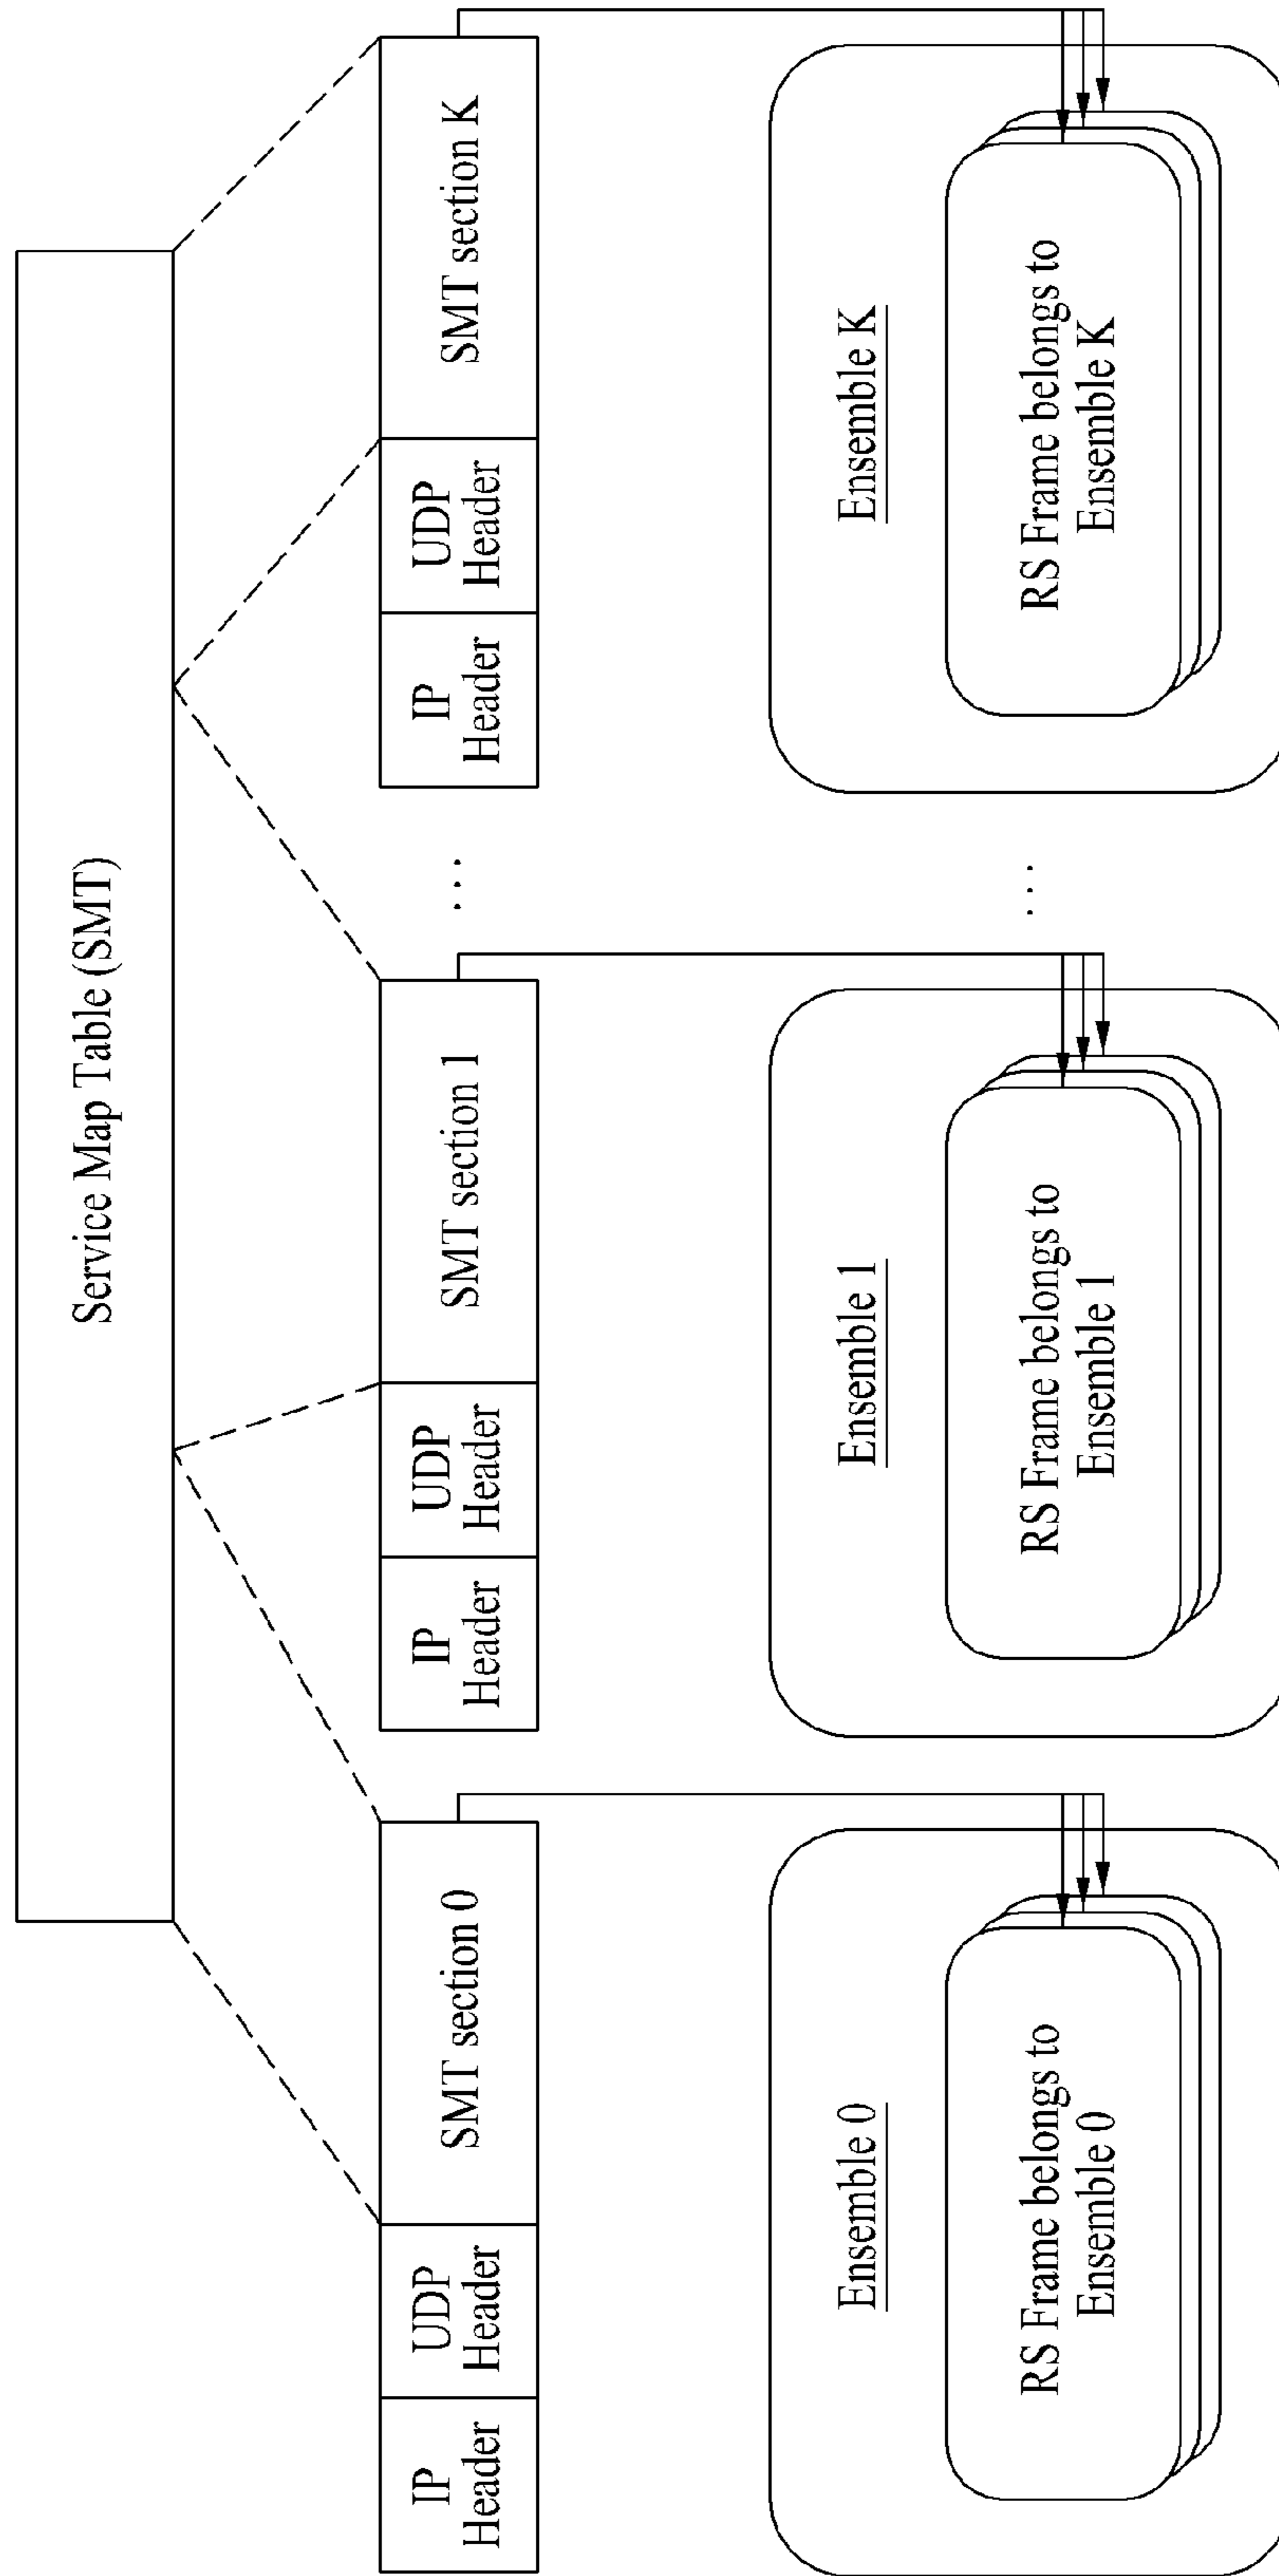 Service Map Table (SMT)
IP
Header
UDP
Header
SMT section 0
IP
Header
UDP
Header
SMT section 1
...
IP
Header
UDP
Header
SMT section K
Ensemble 0
RS Frame belongs to
Ensemble 0
Ensemble 1
RS Frame belongs to
Ensemble 1
...
Ensemble K
RS Frame belongs to
Ensemble K